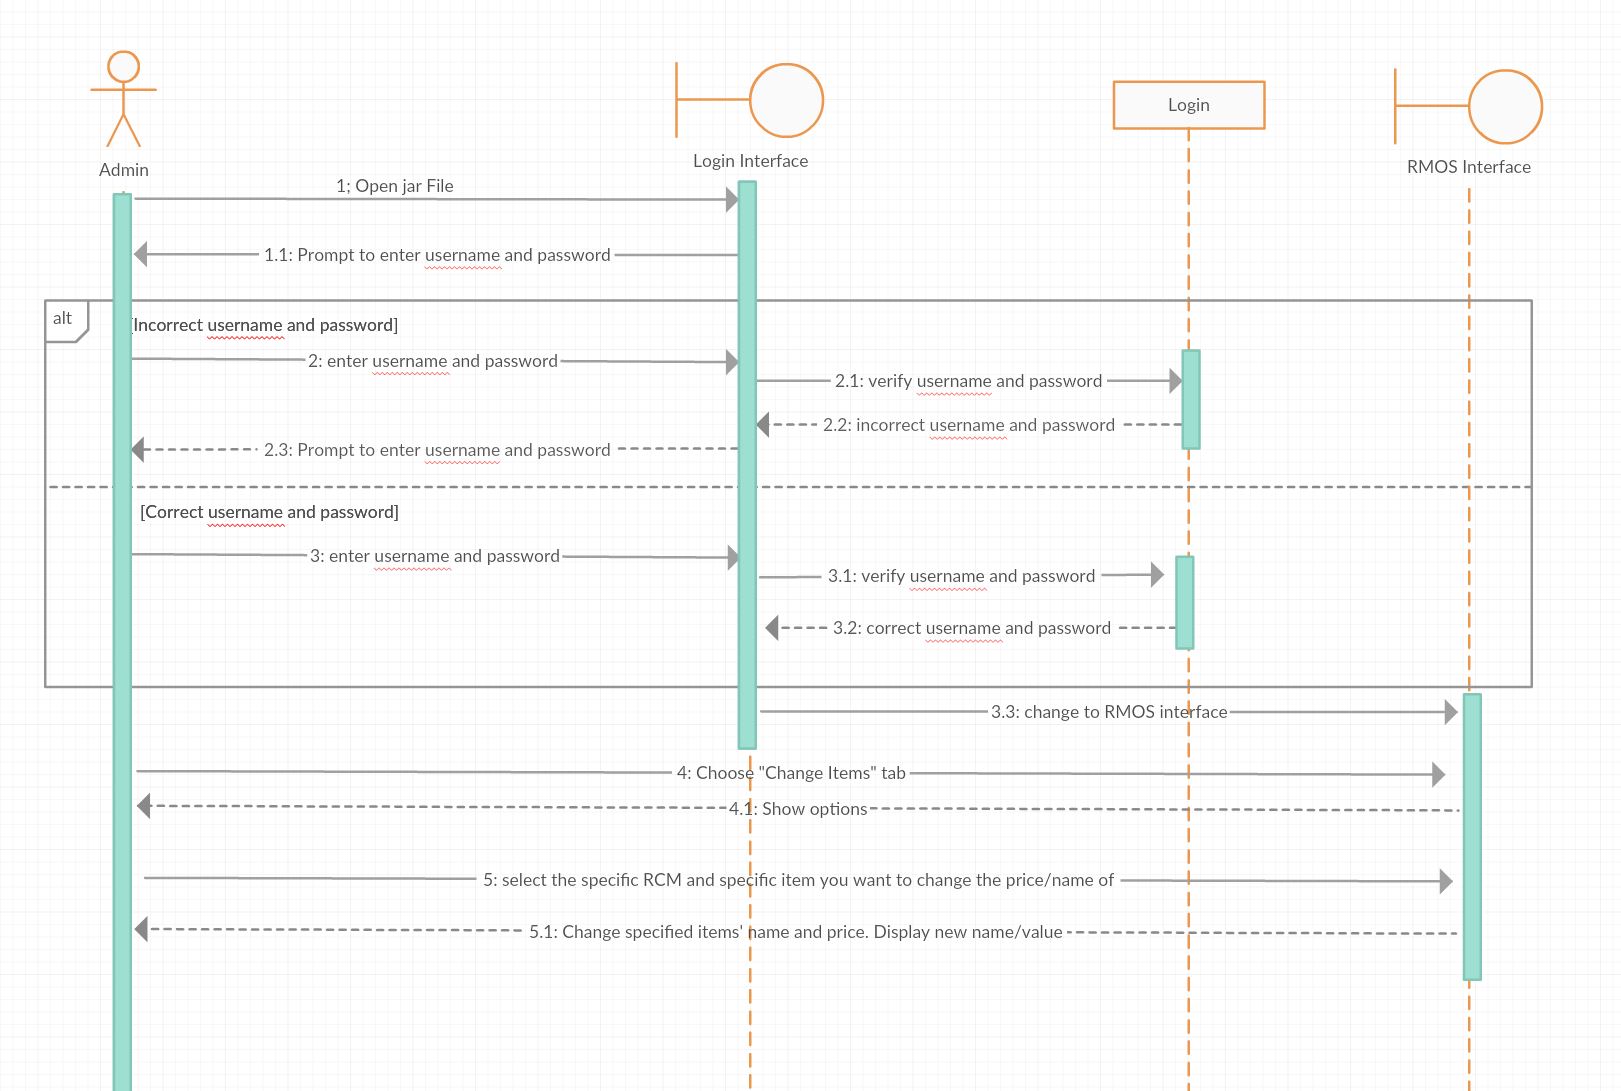 Admin
Login Interface
Login
RMOS Interface
1; Open jar File
1.1: Prompt to enter username and password
alt
[Incorrect username and password]
2: enter username and password
2.1: verify username and password
2.2: incorrect username and password
2.3: Prompt to enter username and password
[Correct username and password]
3: enter username and password
3.1: verify username and password
3.2: correct username and password
3.3: change to RMOS interface
4: Choose "Change Items" tab
4.1: Show options
5: select the specific RCM and specific item you want to change the price/name of
5.1: Change specified items' name and price. Display new name/value